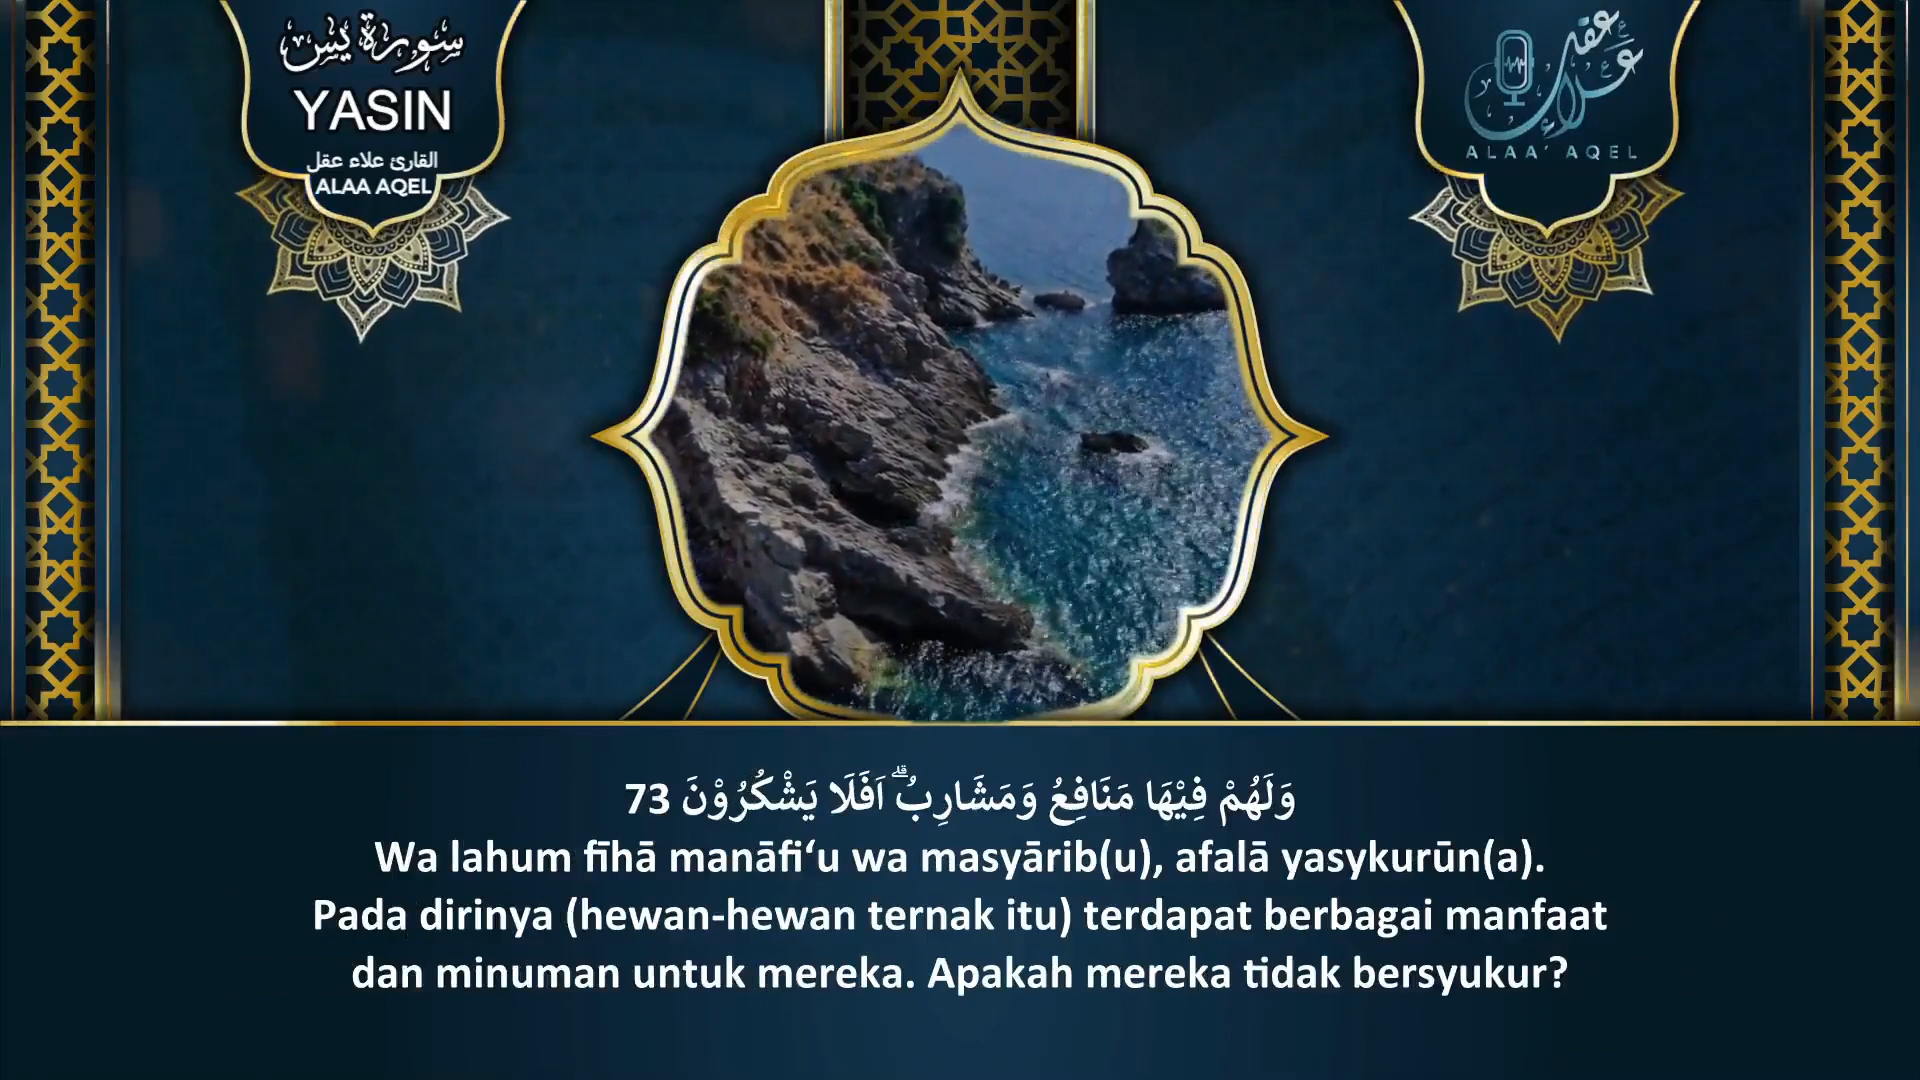 سورة يس
YASIN
القارئ علاء عقل
ALAA AQEL
علاء عقل
ALAA' AQEL
وَلَهُمْ فِيْهَا مَنَافِعُ وَمَشَارِبُۗ اَفَلَا يَشْكُرُوْنَ 73
Wa lahum fīhā manāfi‘u wa masyārib(u), afalā yasykurūn(a).
Pada dirinya (hewan-hewan ternak itu) terdapat berbagai manfaat
dan minuman untuk mereka. Apakah mereka tidak bersyukur?